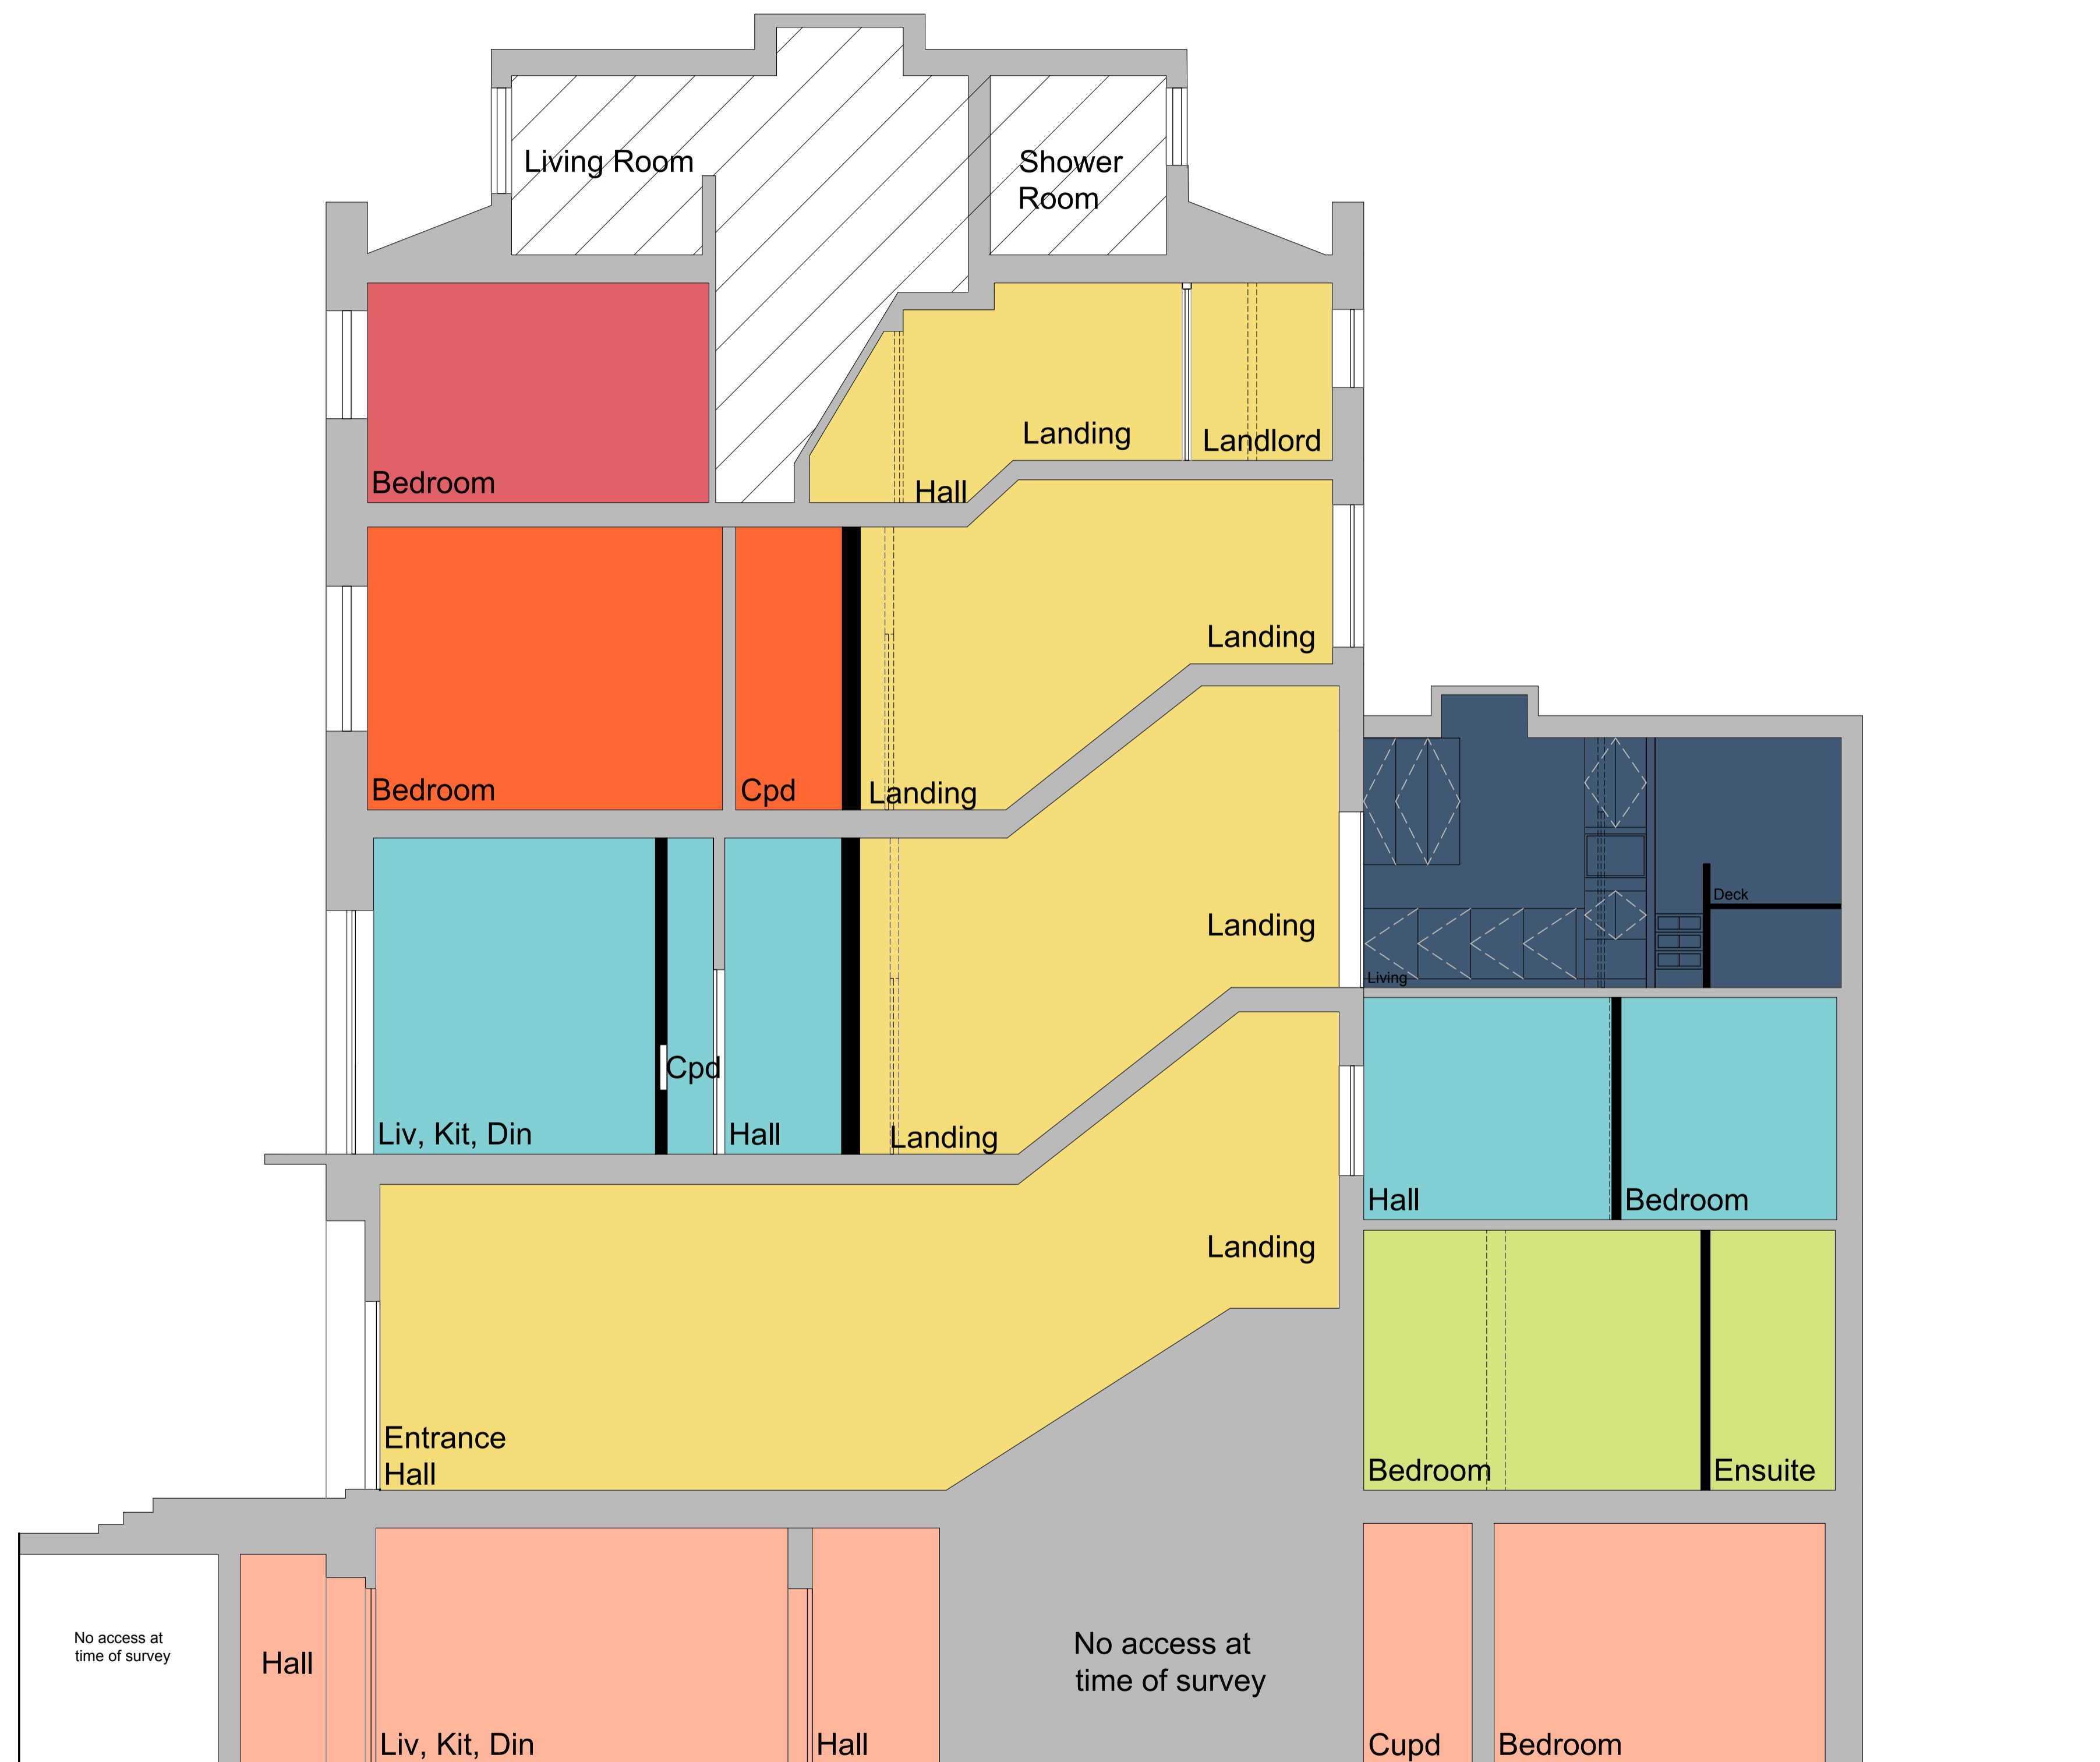 Living Room
Shower
Room
Bedroom
Hall
Landing
Landlord
Bedroom
Cpd
Landing
Landing
Landing
Deck
Living
Liv, Kit, Din
Cpd
Hall
Landing
Hall
Bedroom
Landing
Entrance
Hall
Bedroom
Ensuite
No access at
time of survey
Hall
Liv, Kit, Din
Hall
No access at
time of survey
Cupd
Bedroom